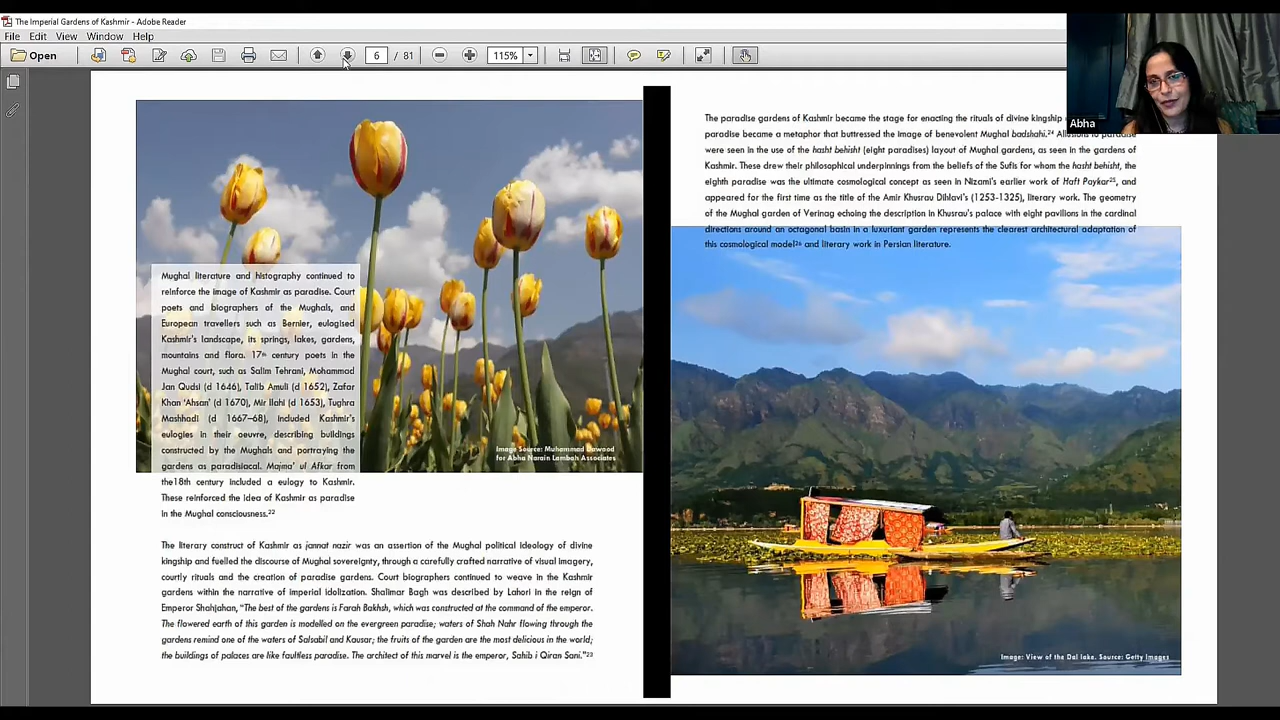 The Imperial Gardens of Kashmir - Adobe Reader
File Edit View Window Help
Open 6 / 81 115%
Abha
Mughal literature and histography continued to
reinforce the image of Kashmir as paradise. Court
poets and biographers of the Mughals, and
European travellers such as Bernier, eulogised
Kashmir's landscape, its springs, lakes, gardens,
mountains and flora. 17th century poets in the
Mughal court, such as Salim Tehrani, Mohammad
Jan Qudsi (d 1646), Talib Amuli (d 1652), Zafar
Khan 'Ahsan' (d 1670), Mir Ilahi (d 1653), Tughra
Mashhadi (d 1667–68), included Kashmir's
eulogies in their oeuvre, describing buildings
constructed by the Mughals and portraying the
gardens as paradisiacal. Majma' ul Afkar from
the18th century included a eulogy to Kashmir.
These reinforced the idea of Kashmir as paradise
in the Mughal consciousness.22
Image Source: Muhammad Dawood
for Abha Narain Lambah Associates
The literary construct of Kashmir as jannat nazir was an assertion of the Mughal political ideology of divine
kingship and fuelled the discourse of Mughal sovereignty, through a carefully crafted narrative of visual imagery,
courtly rituals and the creation of paradise gardens. Court biographers continued to weave in the Kashmir
gardens within the narrative of imperial idolization. Shalimar Bagh was described by Lahori in the reign of
Emperor Shahjahan, "The best of the gardens is Farah Bakhsh, which was constructed at the command of the emperor.
The flowered earth of this garden is modelled on the evergreen paradise; waters of Shah Nahr flowing through the
gardens remind one of the waters of Salsabil and Kausar; the fruits of the garden are the most delicious in the world;
the buildings of palaces are like faultless paradise. The architect of this marvel is the emperor, Sahib i Qiran Sani."23
The paradise gardens of Kashmir became the stage for enacting the rituals of divine kingship
paradise became a metaphor that buttressed the image of benevolent Mughal badshahi.24 Allusions to paradise
were seen in the use of the hasht behisht (eight paradises) layout of Mughal gardens, as seen in the gardens of
Kashmir. These drew their philosophical underpinnings from the beliefs of the Sufis for whom the hasht behisht, the
eighth paradise was the ultimate cosmological concept as seen in Nizami's earlier work of Haft Paykar25, and
appeared for the first time as the title of the Amir Khusrau Dihlavi's (1253-1325), literary work. The geometry
of the Mughal garden of Verinag echoing the description in Khusrau's palace with eight pavilions in the cardinal
directions around an octagonal basin in a luxuriant garden represents the clearest architectural adaptation of
this cosmological model26 and literary work in Persian literature.
Image: View of the Dal lake. Source: Getty Images